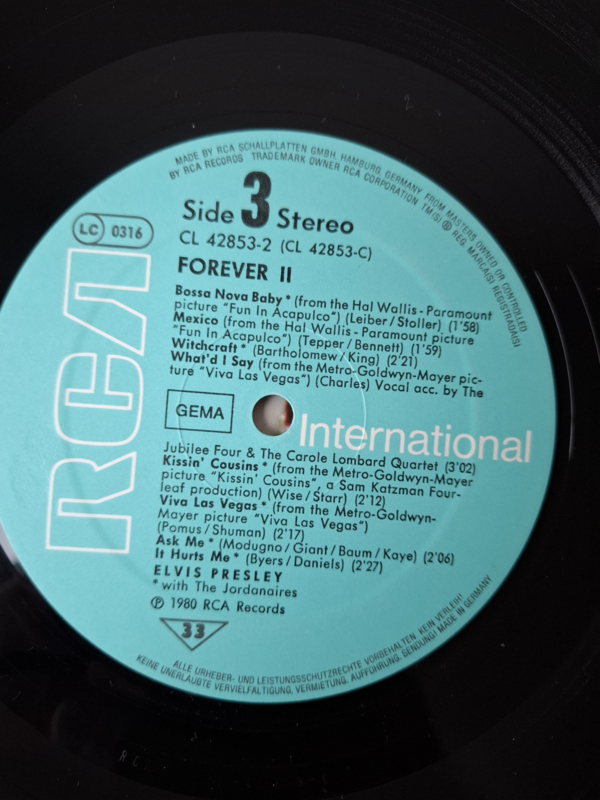 MADE BY RCA SCHALLPLATTEN GMBH, HAMBURG, GERMANY, FROM MASTERS OWNED OR CONTROLLED
BY RCA RECORDS TRADEMARK OWNER RCA CORPORATION TM(S) ® REG. MARCA(S) REGISTRADA(S)
Side 3 Stereo
CL 42853-2 (CL 42853-C)
FOREVER II
LC 0316
RCA
Bossa Nova Baby * (from the Hal Wallis - Paramount
picture "Fun In Acapulco") (Leiber/Stoller) (1'58)
Mexico (from the Hal Wallis - Paramount picture
"Fun In Acapulco") (Tepper/Bennett) (1'59)
Witchcraft * (Bartholomew/King) (2'21)
What'd I Say (from the Metro-Goldwyn-Mayer pic-
ture "Viva Las Vegas") (Charles) Vocal acc. by The
GEMA
International
Jubilee Four & The Carole Lombard Quartet (3'02)
Kissin' Cousins * (from the Metro-Goldwyn-Mayer
picture "Kissin' Cousins", a Sam Katzman Four-
leaf production) (Wise/Starr) (2'12)
Viva Las Vegas * (from the Metro-Goldwyn-
Mayer picture "Viva Las Vegas")
(Pomus/Shuman) (2'17)
Ask Me * (Modugno/Giant/Baum/Kaye) (2'06)
It Hurts Me * (Byers/Daniels) (2'27)
ELVIS PRESLEY
* with The Jordanaires
℗ 1980 RCA Records
33
ALLE URHEBER- UND LEISTUNGSSCHUTZRECHTE VORBEHALTEN. KEIN VERLEIH!
KEINE UNERLAUBTE VERVIELFÄLTIGUNG, VERMIETUNG, AUFFÜHRUNG, SENDUNG! MADE IN GERMANY